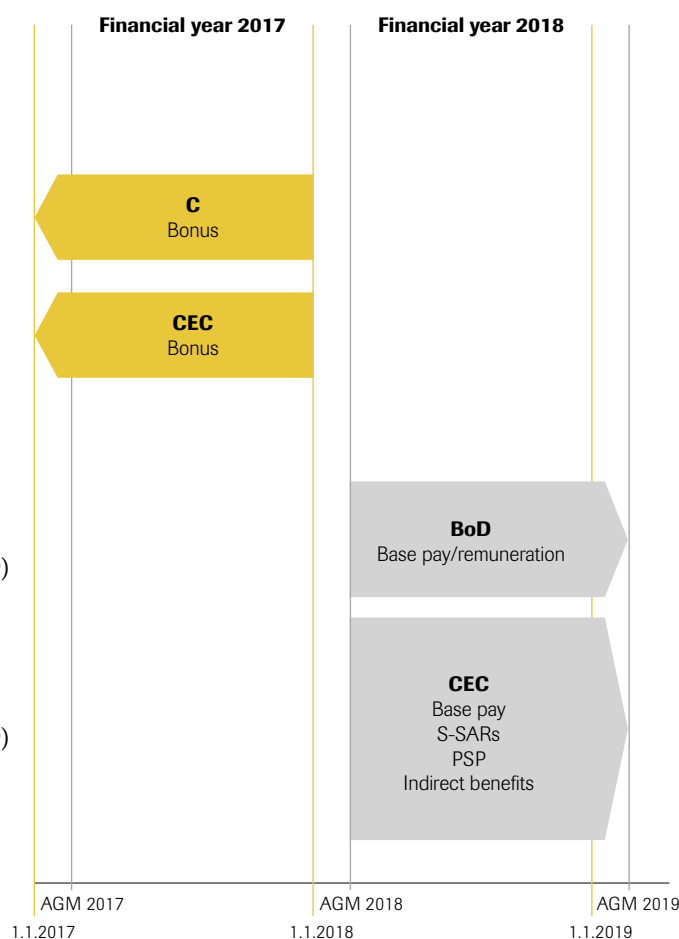 Financial year 2017
Financial year 2018
C
Bonus
CEC
Bonus
BoD
Base pay/remuneration
)
CEC
Base pay
S-SARs
PSP
Indirect benefits
)
AGM 2017
AGM 2018
AGM 2019
1.1.2017
1.1.2018
1.1.2019